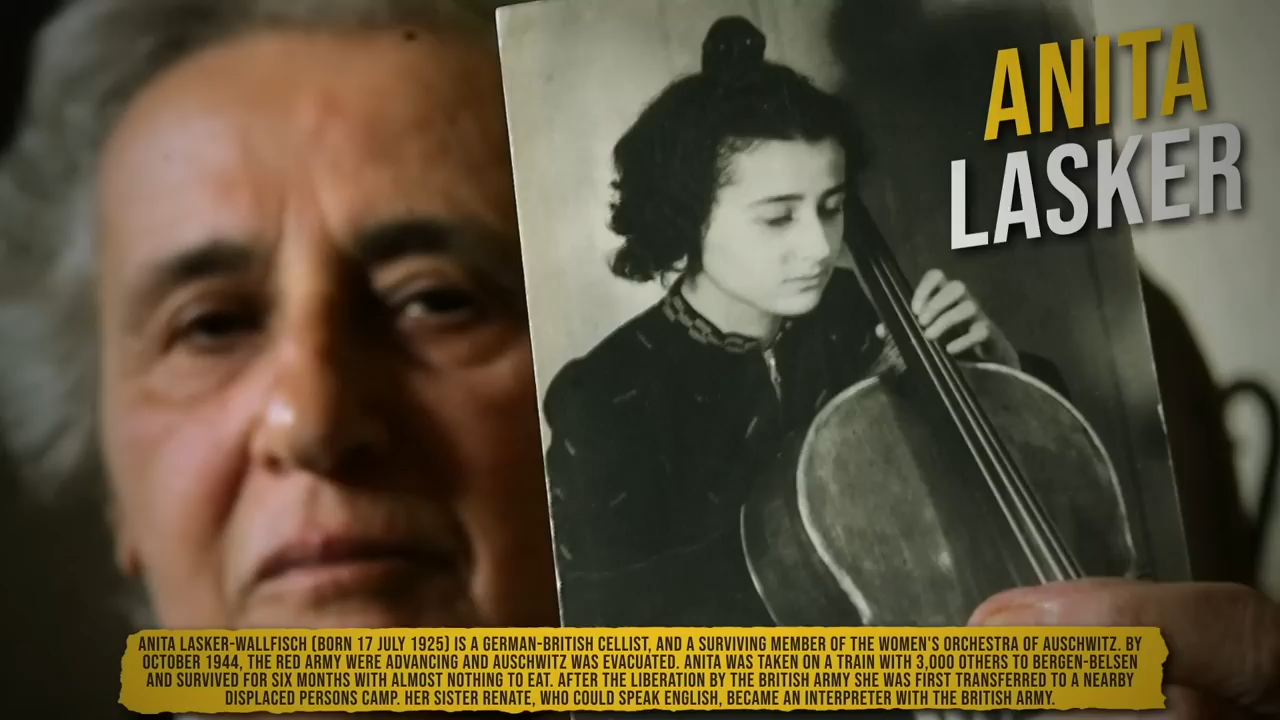 ANITA
LASKER
ANITA LASKER-WALLFISCH (BORN 17 JULY 1925) IS A GERMAN-BRITISH CELLIST, AND A SURVIVING MEMBER OF THE WOMEN'S ORCHESTRA OF AUSCHWITZ. BY
OCTOBER 1944, THE RED ARMY WERE ADVANCING AND AUSCHWITZ WAS EVACUATED. ANITA WAS TAKEN ON A TRAIN WITH 3,000 OTHERS TO BERGEN-BELSEN
AND SURVIVED FOR SIX MONTHS WITH ALMOST NOTHING TO EAT. AFTER THE LIBERATION BY THE BRITISH ARMY SHE WAS FIRST TRANSFERRED TO A NEARBY
DISPLACED PERSONS CAMP. HER SISTER RENATE, WHO COULD SPEAK ENGLISH, BECAME AN INTERPRETER WITH THE BRITISH ARMY.